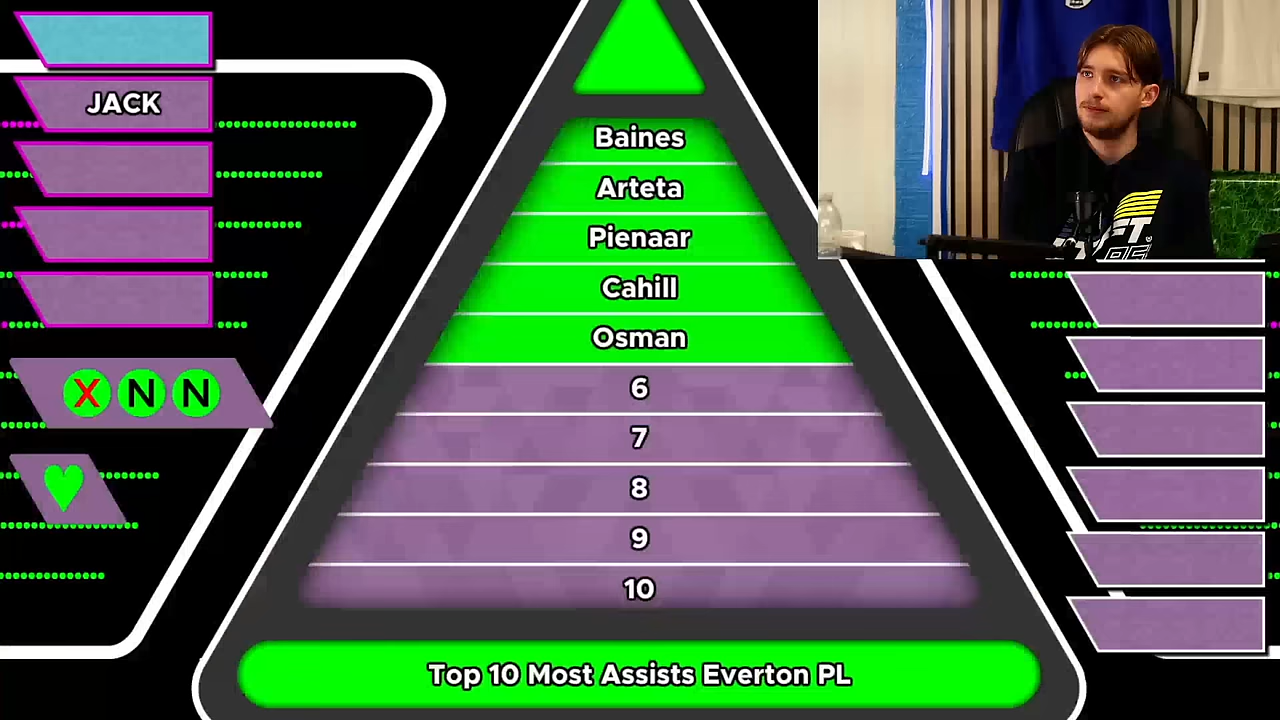 JACK
Baines
Arteta
Pienaar
Cahill
Osman
6
7
8
9
10
X N N
Top 10 Most Assists Everton PL